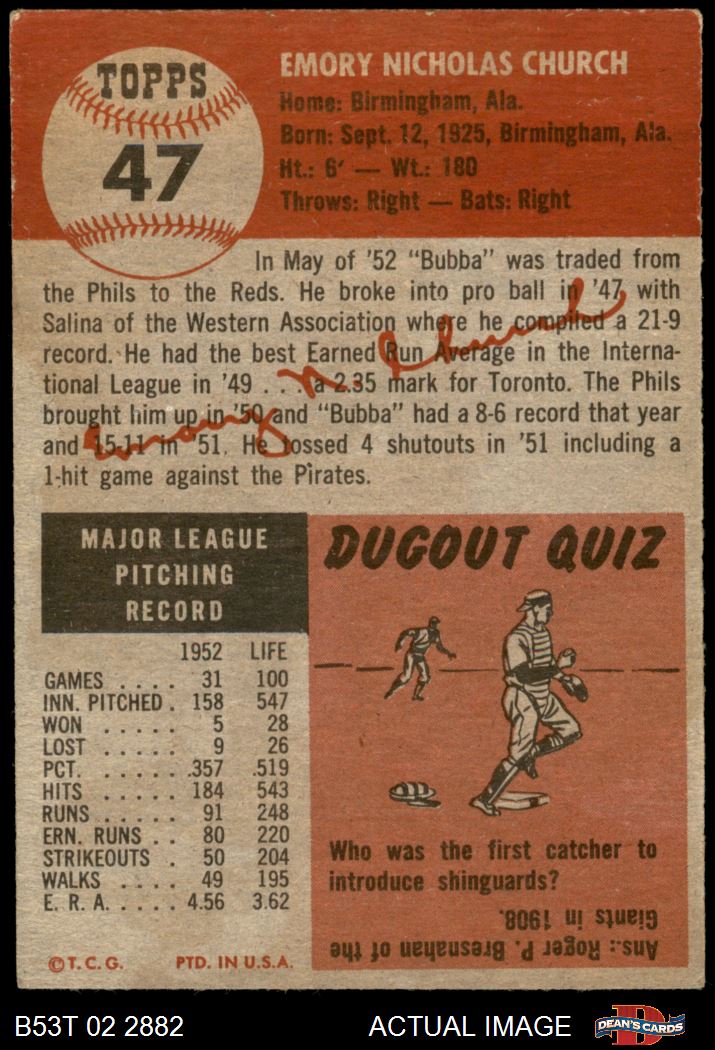 TOPPS
47
EMORY NICHOLAS CHURCH
Home: Birmingham, Ala.
Born: Sept. 12, 1925, Birmingham, Ala.
Ht.: 6' — Wt.: 180
Throws: Right — Bats: Right
In May of '52 "Bubba" was traded from
the Phils to the Reds. He broke into pro ball in '47 with
Salina of the Western Association where he compiled a 21-9
record. He had the best Earned Run Average in the Interna-
tional League in '49 . . . a 2.35 mark for Toronto. The Phils
brought him up in '50 and "Bubba" had a 8-6 record that year
and 15-11 in '51. He tossed 4 shutouts in '51 including a
1-hit game against the Pirates.
Emory N. Church
MAJOR LEAGUE
PITCHING
RECORD
1952 LIFE
GAMES . . . . 31 100
INN. PITCHED . 158 547
WON . . . . . 5 28
LOST . . . . . 9 26
PCT. . . . . . .357 .519
HITS . . . . . 184 543
RUNS . . . . . 91 248
ERN. RUNS . . 80 220
STRIKEOUTS . 50 204
WALKS . . . . 49 195
E. R. A. . . . . 4.56 3.62
©T. C. G. PTD. IN U.S.A.
DUGOUT QUIZ
Who was the first catcher to
introduce shinguards?
Ans.: Roger P. Bresnahan of the
Giants in 1908.
B53T 02 2882
ACTUAL IMAGE
D
DEAN'S CARDS